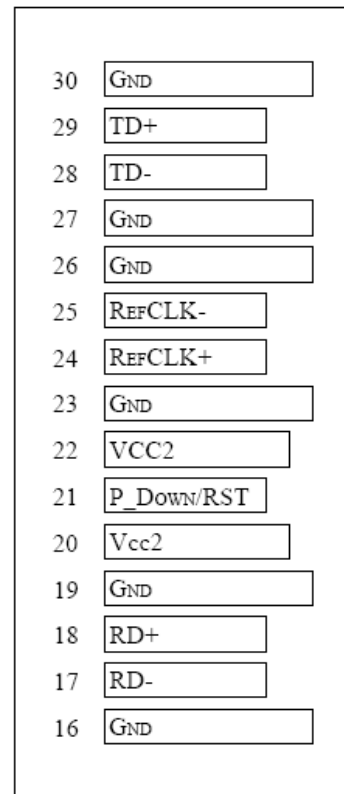 30 GND
29 TD+
28 TD-
27 GND
26 GND
25 REFCLK-
24 REFCLK+
23 GND
22 VCC2
21 P_DOWN/RST
20 Vcc2
19 GND
18 RD+
17 RD-
16 GND